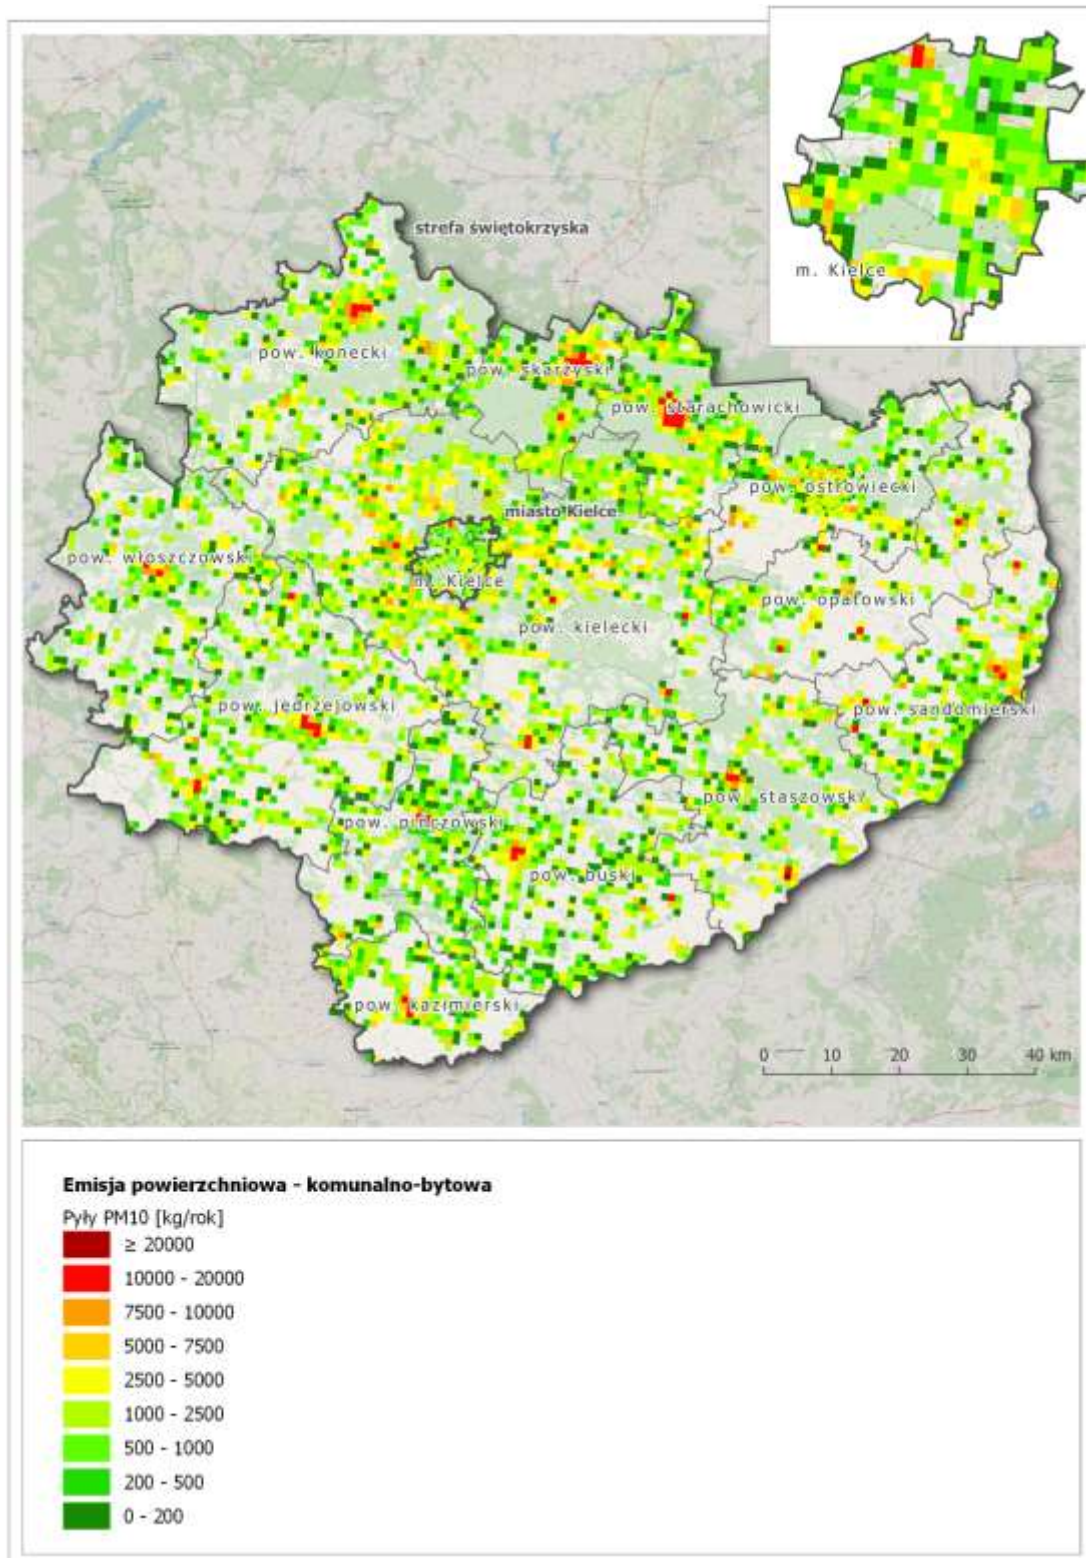 m. Kielce
strefa świętokrzyska
pow. konecki
pow. skarżyski
pow. starachowicki
pow. ostrowiecki
miasto Kielce
pow. włoszczowski
m. Kielce
pow. opatowski
pow. kielecki
pow. jędrzejowski
pow. sandomierski
pow. staszowski
pow. pińczowski
pow. buski
pow. kazimierski
0 10 20 30 40 km
Emisja powierzchniowa - komunalno-bytowa
Pyły PM10 [kg/rok]
≥ 20000
10000 - 20000
7500 - 10000
5000 - 7500
2500 - 5000
1000 - 2500
500 - 1000
200 - 500
0 - 200